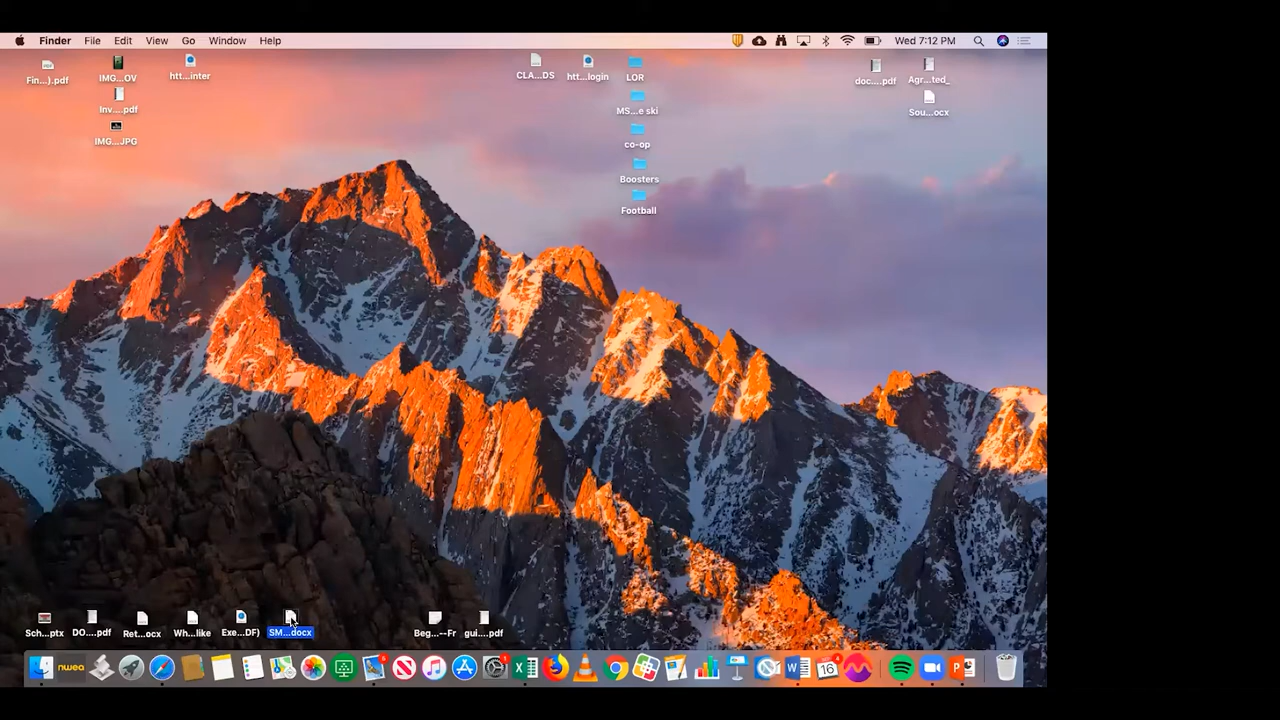 Finder File Edit View Go Window Help Wed 7:12 PM
Fin...).pdf IMG...OV htt...inter CLA...DS htt...login LOR doc....pdf Agr...ted_
Inv....pdf MS...e ski Sou...ocx
IMG...JPG co-op
Boosters
Football
Sch...ptx DO....pdf Ret...ocx Wh...like Exe...DF) SM...docx Beg...--Fr gui....pdf
nwea 16